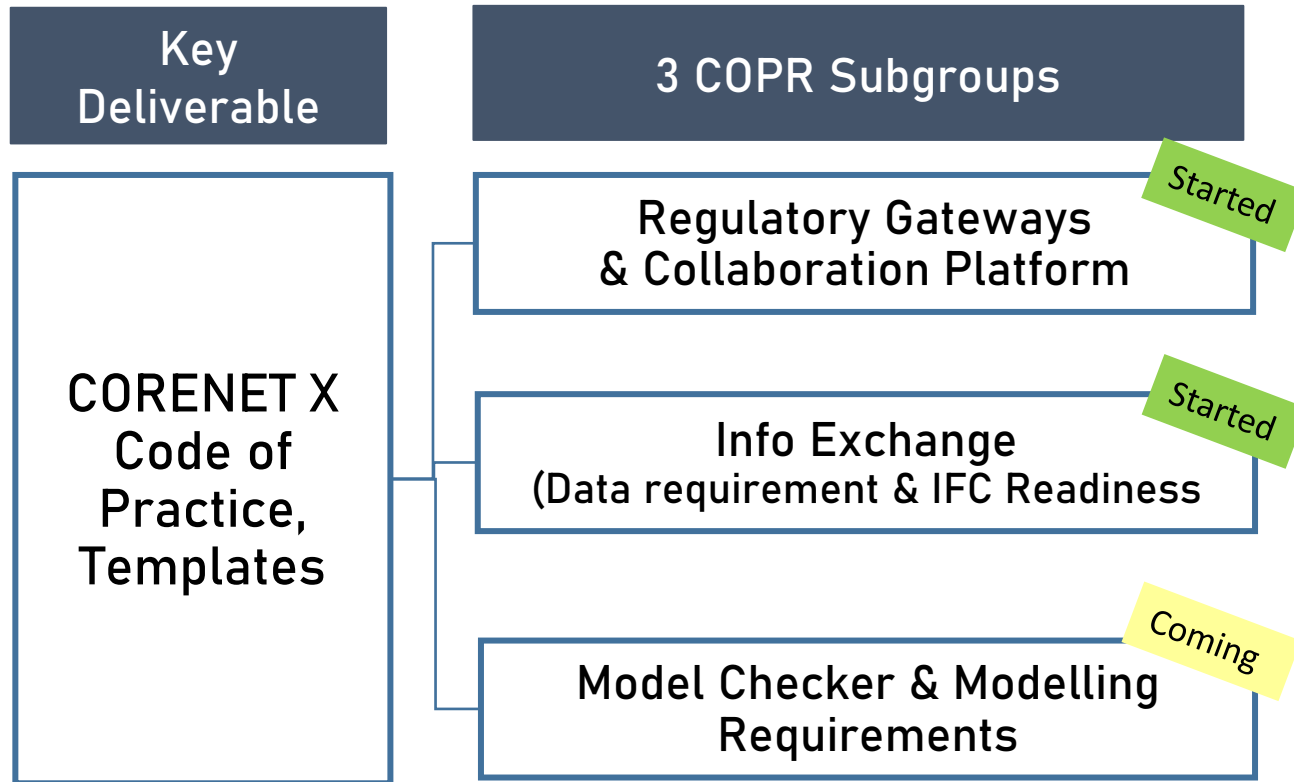 Key
Deliverable
3 COPR Subgroups
CORENET X
Code of
Practice,
Templates
Started
Regulatory Gateways
& Collaboration Platform
Started
Info Exchange
(Data requirement & IFC Readiness
Coming
Model Checker & Modelling
Requirements